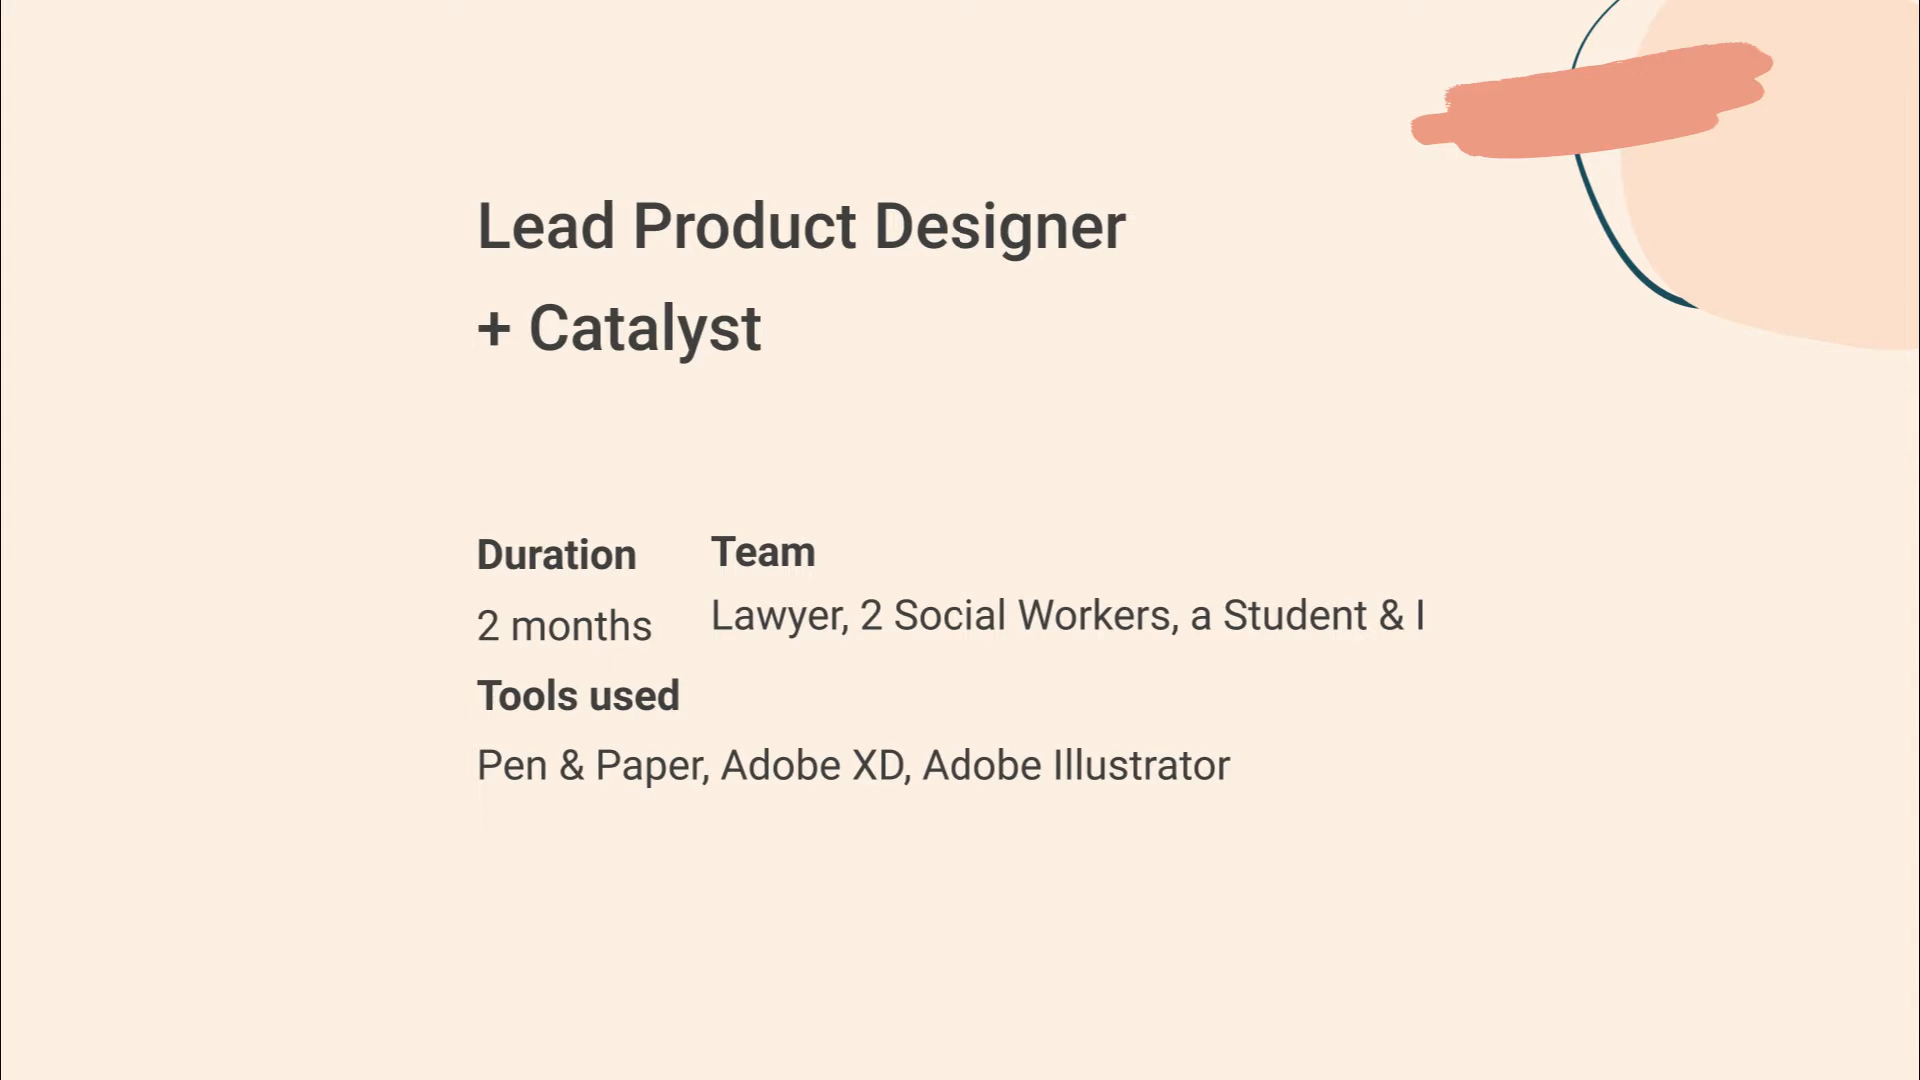 Lead Product Designer
+ Catalyst
Duration
2 months
Team
Lawyer, 2 Social Workers, a Student & I
Tools used
Pen & Paper, Adobe XD, Adobe Illustrator